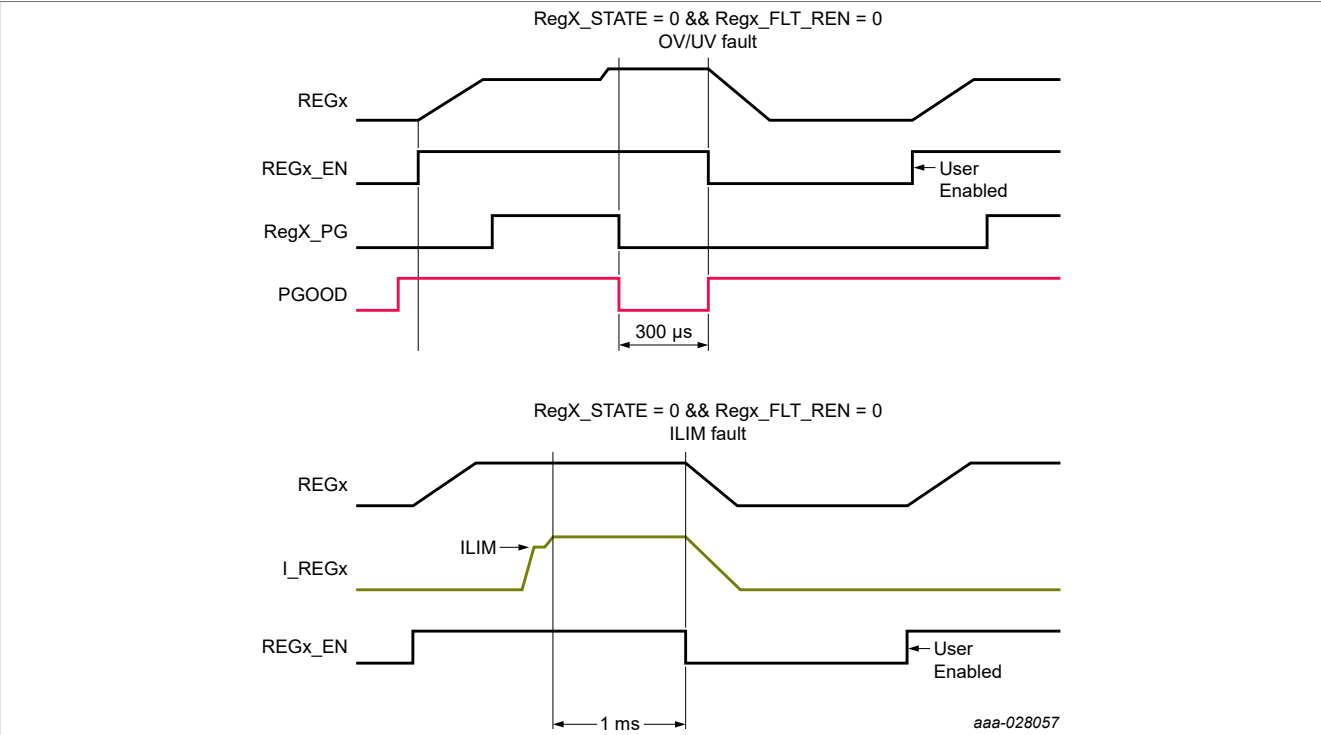 RegX_STATE = 0 && Regx_FLT_REN = 0
OV/UV fault
REGx
REGx_EN
User
Enabled
RegX_PG
PGOOD
300 µs
RegX_STATE = 0 && Regx_FLT_REN = 0
ILIM fault
REGx
ILIM
I_REGx
REGx_EN
User
Enabled
1 ms
aaa-028057